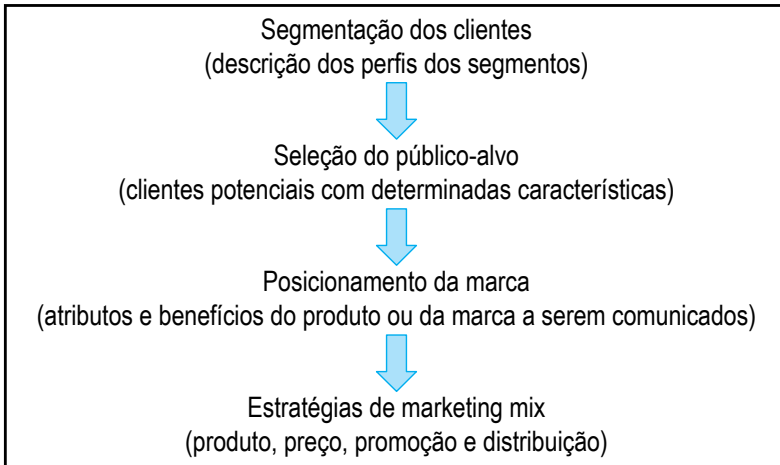 Segmentação dos clientes
(descrição dos perfis dos segmentos)
Seleção do público-alvo
(clientes potenciais com determinadas características)
Posicionamento da marca
(atributos e benefícios do produto ou da marca a serem comunicados)
Estratégias de marketing mix
(produto, preço, promoção e distribuição)